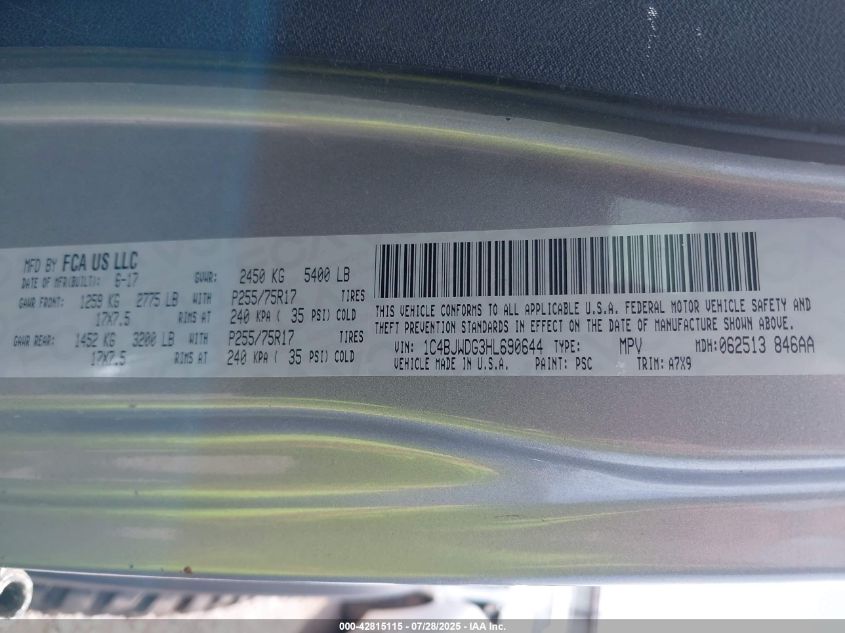 MFD BY FCA US LLC
DATE OF MFR(BUILT): 6-17 GVWR: 2450 KG 5400 LB
GAWR FRONT: 1259 KG 2775 LB WITH P255/75R17 TIRES
17X7.5 RIMS AT 240 KPA ( 35 PSI) COLD
GAWR REAR: 1452 KG 3200 LB WITH P255/75R17 TIRES
17X7.5 RIMS AT 240 KPA ( 35 PSI) COLD
THIS VEHICLE CONFORMS TO ALL APPLICABLE U.S.A. FEDERAL MOTOR VEHICLE SAFETY AND
THEFT PREVENTION STANDARDS IN EFFECT ON THE DATE OF MANUFACTURE SHOWN ABOVE.
VIN: 1C4BJWDG3HL690644 TYPE: MPV MDH:062513 846AA
VEHICLE MADE IN U.S.A. PAINT: PSC TRIM: A7X9
000-42815115 - 07/28/2025 - IAA Inc.